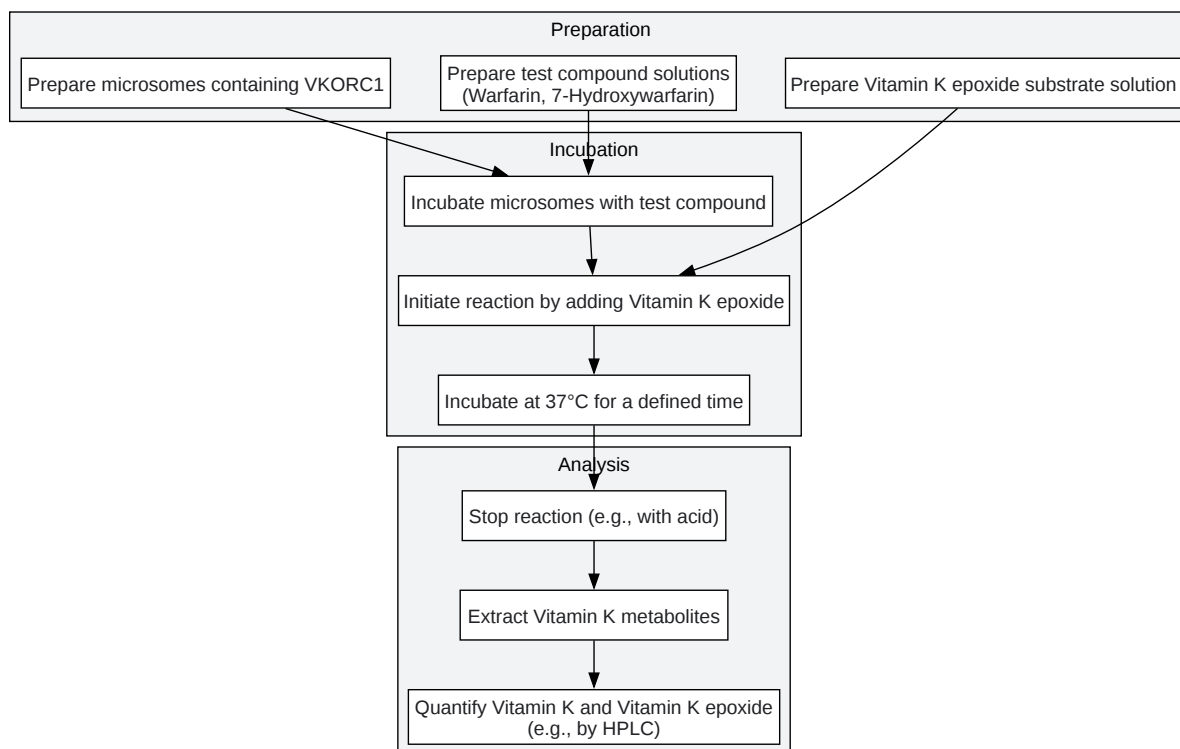 Preparation
Prepare microsomes containing VKORC1
Prepare test compound solutions
(Warfarin, 7-Hydroxywarfarin)
Prepare Vitamin K epoxide substrate solution
Incubation
Incubate microsomes with test compound
Initiate reaction by adding Vitamin K epoxide
Incubate at 37°C for a defined time
Analysis
Stop reaction (e.g., with acid)
Extract Vitamin K metabolites
Quantify Vitamin K and Vitamin K epoxide
(e.g., by HPLC)